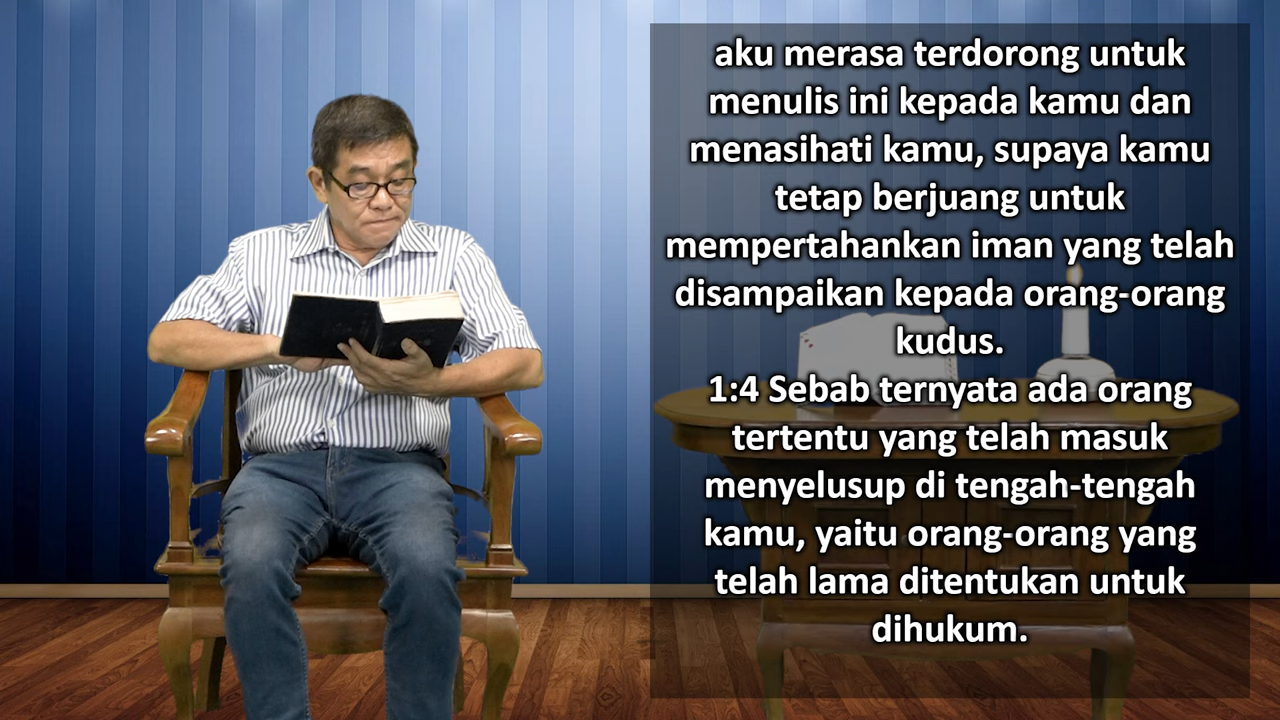 aku merasa terdorong untuk
menulis ini kepada kamu dan
menasihati kamu, supaya kamu
tetap berjuang untuk
mempertahankan iman yang telah
disampaikan kepada orang-orang
kudus.
1:4 Sebab ternyata ada orang
tertentu yang telah masuk
menyelusup di tengah-tengah
kamu, yaitu orang-orang yang
telah lama ditentukan untuk
dihukum.